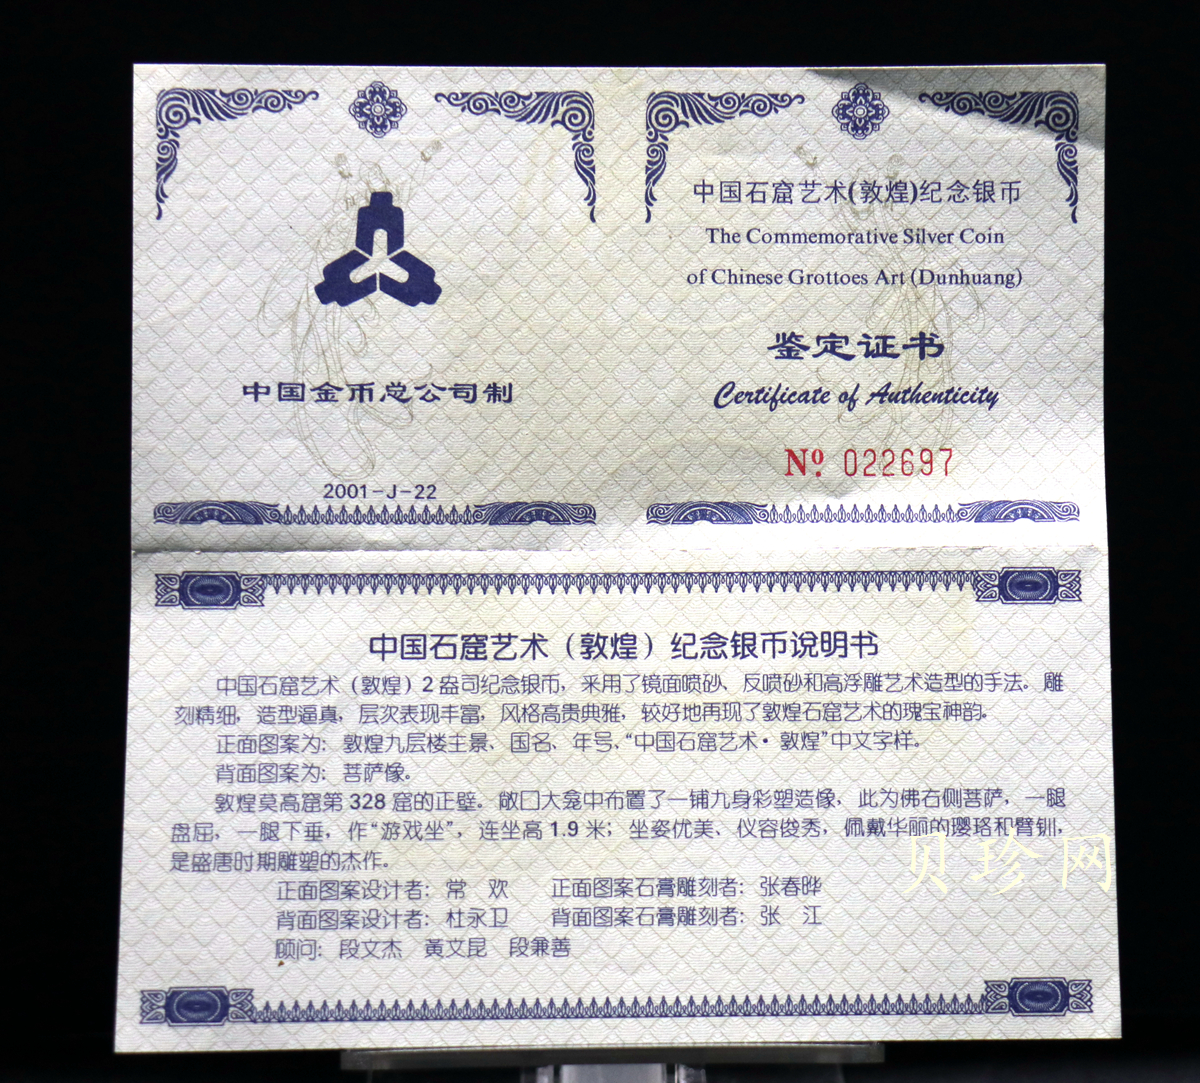 中国金币总公司制
2001-J-22
中国石窟艺术(敦煌)纪念银币
The Commemorative Silver Coin
of Chinese Grottoes Art (Dunhuang)
鉴定证书
Certificate of Authenticity
Nº. 022697
中国石窟艺术（敦煌）纪念银币说明书
中国石窟艺术（敦煌）2盎司纪念银币，采用了镜面喷砂、反喷砂和高浮雕艺术造型的手法。雕
刻精细，造型逼真，层次表现丰富，风格高贵典雅，较好地再现了敦煌石窟艺术的瑰宝神韵。
正面图案为：敦煌九层楼主景、国名、年号、“中国石窟艺术·敦煌”中文字样。
背面图案为：菩萨像。
敦煌莫高窟第328窟的正壁。敞口大龛中布置了一铺九身彩塑造像，此为佛右侧菩萨，一腿
盘屈，一腿下垂，作“游戏坐”，连坐高1.9米；坐姿优美、仪容俊秀，佩戴华丽的璎珞和臂钏，
是盛唐时期雕塑的杰作。
正面图案设计者：常 欢 正面图案石膏雕刻者：张春晔
背面图案设计者：杜永卫 背面图案石膏雕刻者：张 江
顾问：段文杰 黄文昆 段兼善
贝珍网